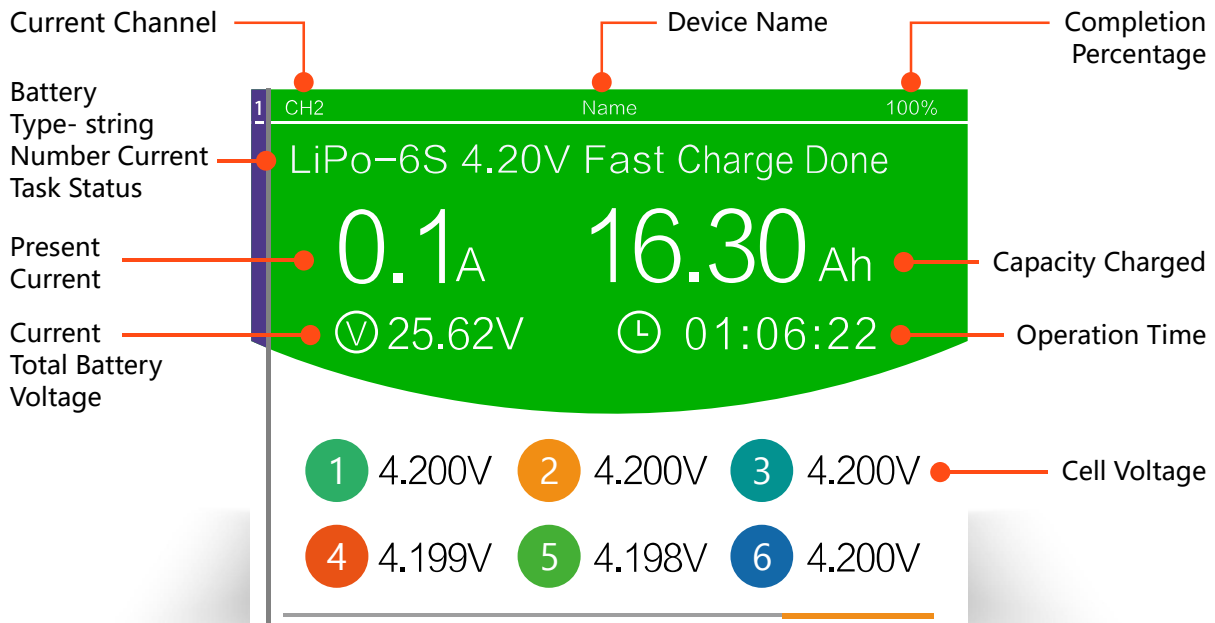 Current Channel
Device Name
Completion
Percentage
Battery
Type- string
Number Current
Task Status
1
CH2
Name
100%
LiPo-6S 4.20V Fast Charge Done
Present
Current
0.1A
16.30 Ah
Capacity Charged
Current
Total Battery
Voltage
V 25.62V
01:06:22
Operation Time
1 4.200V
2 4.200V
3 4.200V
Cell Voltage
4 4.199V
5 4.198V
6 4.200V